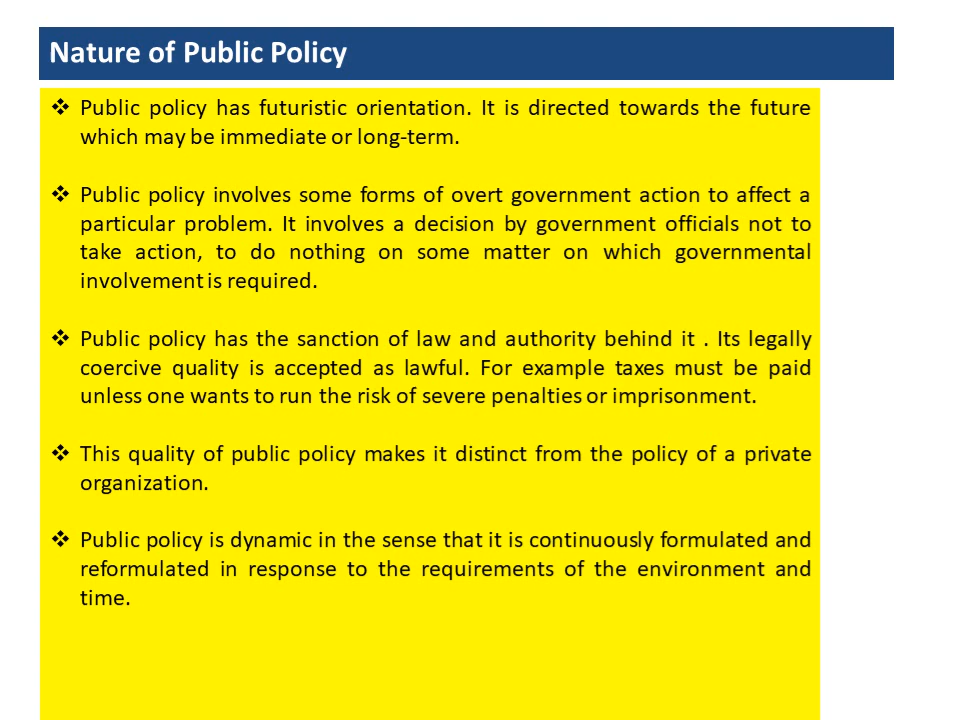 Nature of Public Policy
❖ Public policy has futuristic orientation. It is directed towards the future
which may be immediate or long-term.
❖ Public policy involves some forms of overt government action to affect a
particular problem. It involves a decision by government officials not to
take action, to do nothing on some matter on which governmental
involvement is required.
❖ Public policy has the sanction of law and authority behind it . Its legally
coercive quality is accepted as lawful. For example taxes must be paid
unless one wants to run the risk of severe penalties or imprisonment.
❖ This quality of public policy makes it distinct from the policy of a private
organization.
❖ Public policy is dynamic in the sense that it is continuously formulated and
reformulated in response to the requirements of the environment and
time.